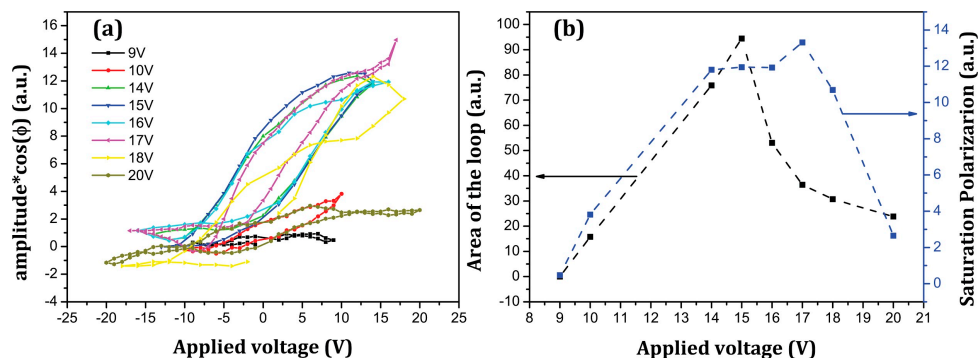 (a)
16
14
12
10
8
6
4
2
0
-2
-4
amplitude*cos(ϕ) (a.u.)
9V
10V
14V
15V
16V
17V
18V
20V
-25 -20 -15 -10 -5 0 5 10 15 20 25
Applied voltage (V)
(b)
100
90
80
70
60
50
40
30
20
10
0
-10
Area of the loop (a.u.)
14
12
10
8
6
4
2
0
Saturation Polarizarion (a.u.)
8 9 10 11 12 13 14 15 16 17 18 19 20 21
Applied voltage (V)